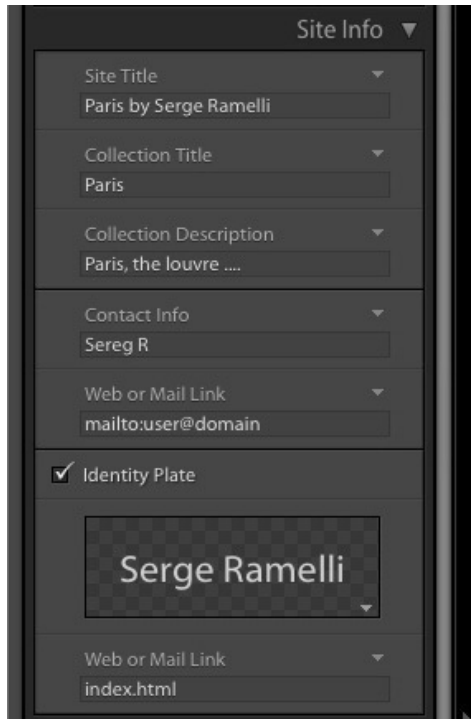 Site Info
Site Title
Paris by Serge Ramelli
Collection Title
Paris
Collection Description
Paris, the louvre ....
Contact Info
Sereg R
Web or Mail Link
mailto:user@domain
Identity Plate
Serge Ramelli
Web or Mail Link
index.html